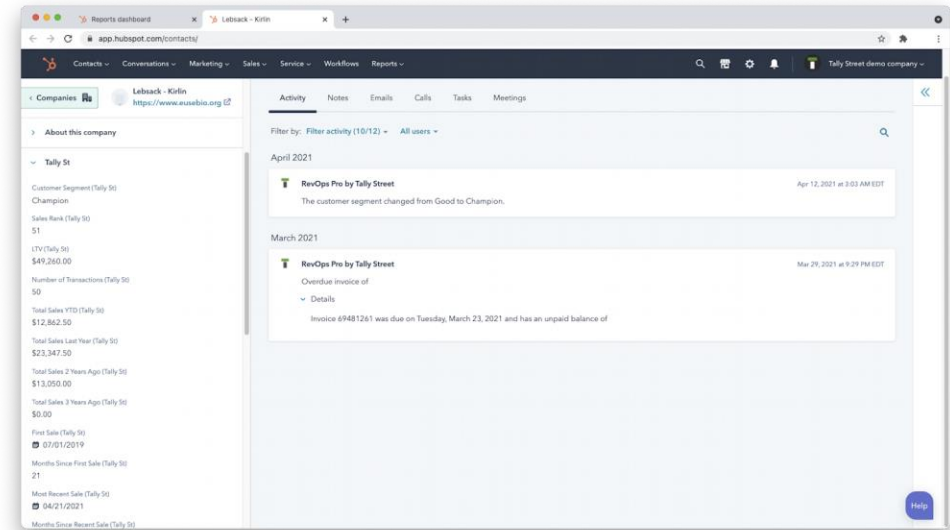 Reports dashboard
Lebsack - Kirlin
app.hubspot.com/contacts/
Contacts
Conversations
Marketing
Sales
Service
Workflows
Reports
Tally Street demo company
Companies
Lebsack - Kirlin
https://www.eusebio.org
About this company
Tally St
Customer Segment (Tally St)
Champion
Sales Rank (Tally St)
51
LTV (Tally St)
$49,260.00
Number of Transactions (Tally St)
50
Total Sales YTD (Tally St)
$12,862.50
Total Sales Last Year (Tally St)
$23,347.50
Total Sales 2 Years Ago (Tally St)
$13,050.00
Total Sales 3 Years Ago (Tally St)
$0.00
First Sale (Tally St)
07/01/2019
Months Since First Sale (Tally St)
21
Most Recent Sale (Tally St)
04/21/2021
Months Since Recent Sale (Tally St)
Activity Notes Emails Calls Tasks Meetings
Filter by: Filter activity (10/12) All users
April 2021
RevOps Pro by Tally Street Apr 12, 2021 at 3:03 AM EDT
The customer segment changed from Good to Champion.
March 2021
RevOps Pro by Tally Street Mar 29, 2021 at 9:29 PM EDT
Overdue invoice of
Details
Invoice 69481261 was due on Tuesday, March 23, 2021 and has an unpaid balance of
Help